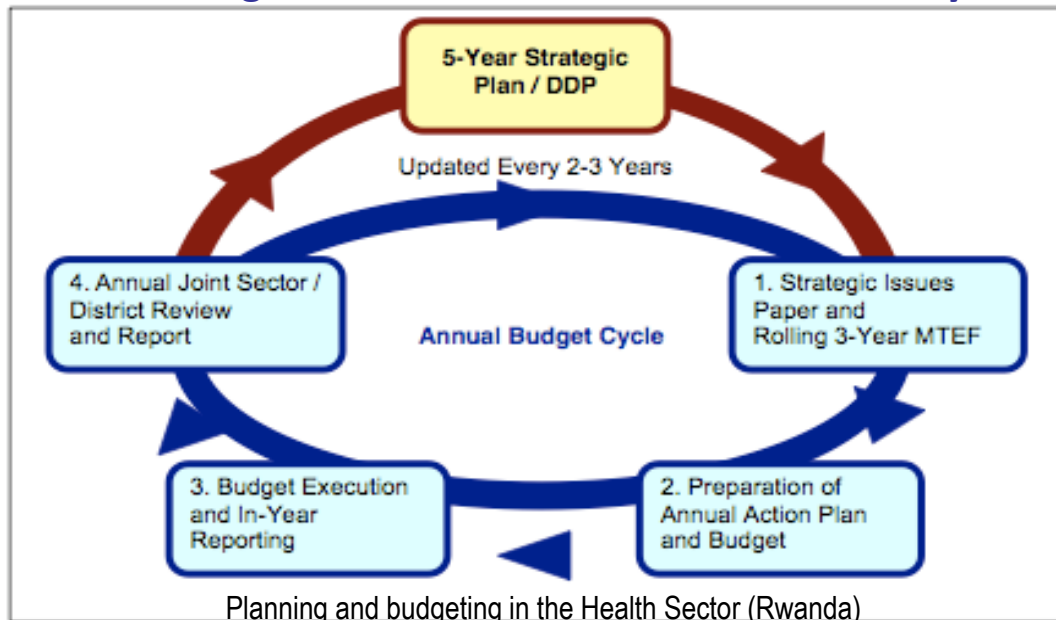 5-Year Strategic
Plan / DDP
Updated Every 2-3 Years
4. Annual Joint Sector /
District Review
and Report
1. Strategic Issues
Paper and
Rolling 3-Year MTEF
Annual Budget Cycle
3. Budget Execution
and In-Year
Reporting
2. Preparation of
Annual Action Plan
and Budget
Planning and budgeting in the Health Sector (Rwanda)